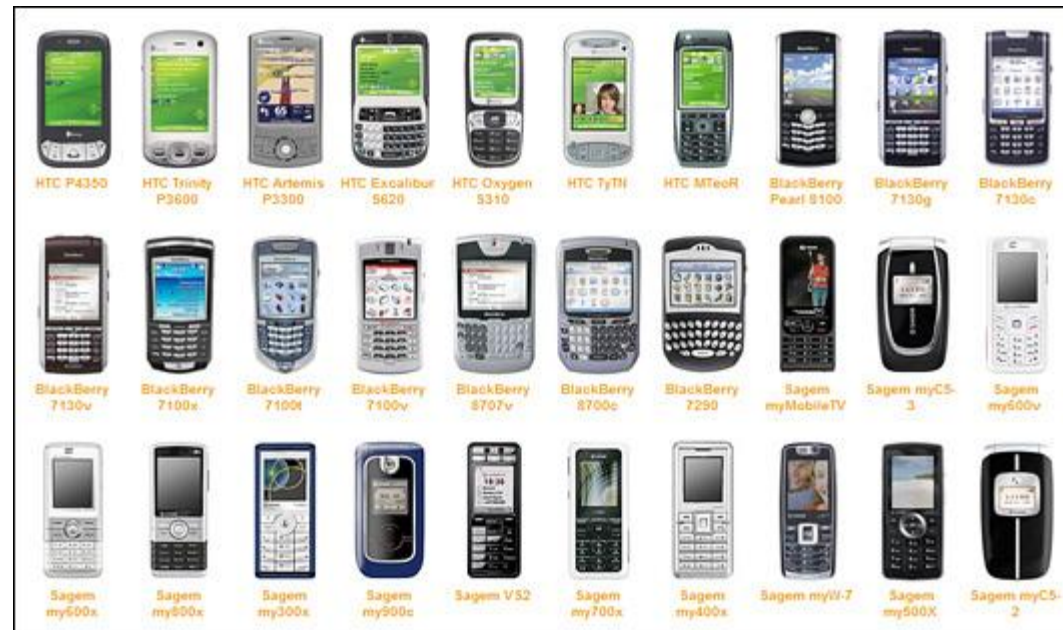 HTC P4350
HTC Trinity
P3600
HTC Artemis
P3300
HTC Excalibur
S620
HTC Oxygen
S310
HTC TyTN
HTC MTeoR
BlackBerry
Pearl 8100
BlackBerry
7130g
BlackBerry
7130c
BlackBerry
7130v
BlackBerry
7100x
BlackBerry
7100t
BlackBerry
7100v
BlackBerry
8707v
BlackBerry
8700c
BlackBerry
7290
Sagem
myMobileTV
Sagem myC5-
3
Sagem
my600v
Sagem
my600x
Sagem
my800x
Sagem
my300x
Sagem
my900c
Sagem VS2
Sagem
my700x
Sagem
my400x
Sagem myW-7
Sagem
my500X
Sagem myC5-
2